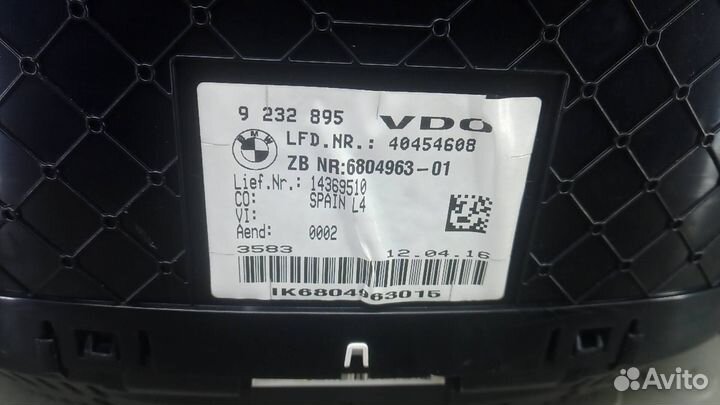 9 232 895 VDO
BMW
LFD.NR.: 40454608
ZB NR:6804963-01
Lief.Nr.: 14369510
CO: SPAIN L4
VI:
Aend: 0002
3583 12.04.16
IK6804963015
Avito